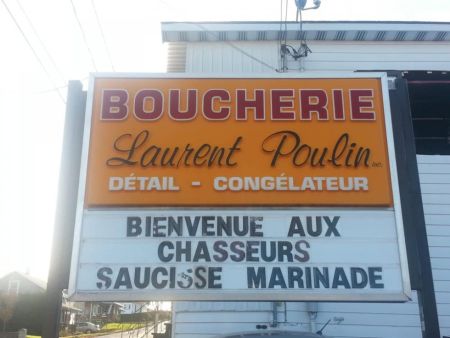 BOUCHERIE
Laurent Poulin inc.
DÉTAIL - CONGÉLATEUR
BIENVENUE AUX
CHASSEURS
SAUCISSE MARINADE